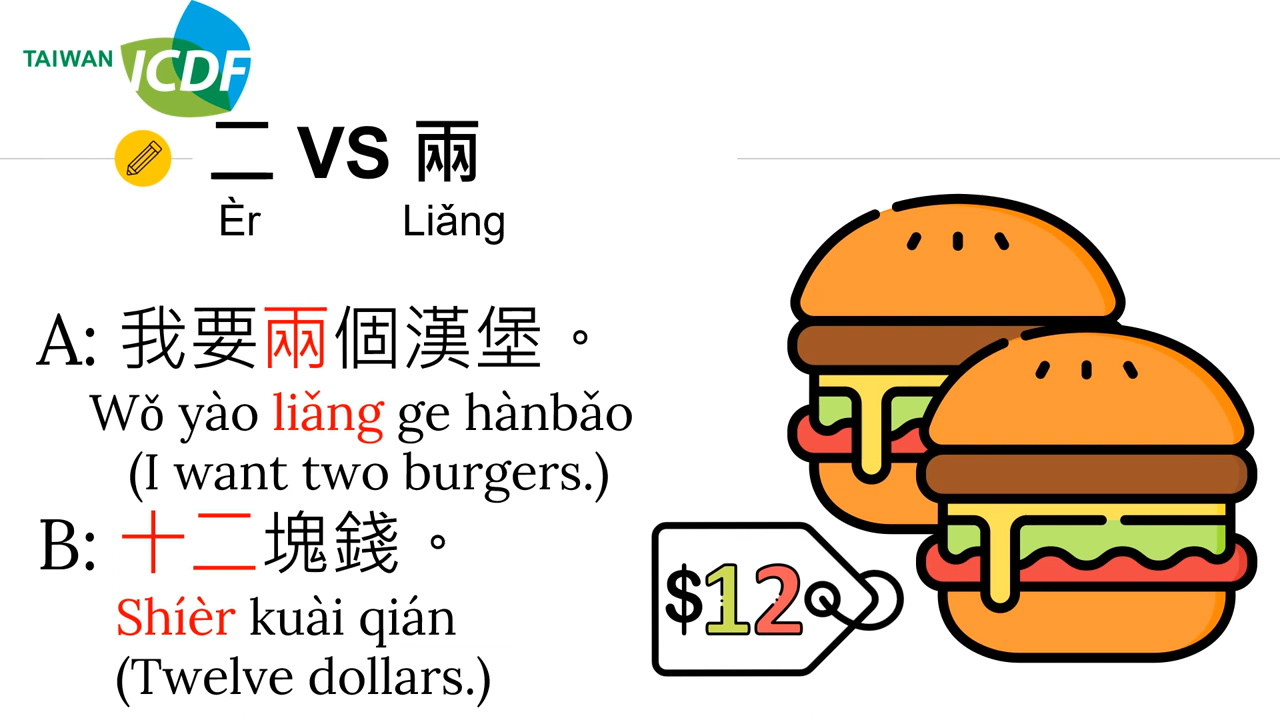 TAIWAN ICDF
二 VS 兩
Èr Liǎng
A: 我要兩個漢堡。
Wǒ yào liǎng ge hànbǎo
(I want two burgers.)
B: 十二塊錢。
Shíèr kuài qián
(Twelve dollars.)
$12